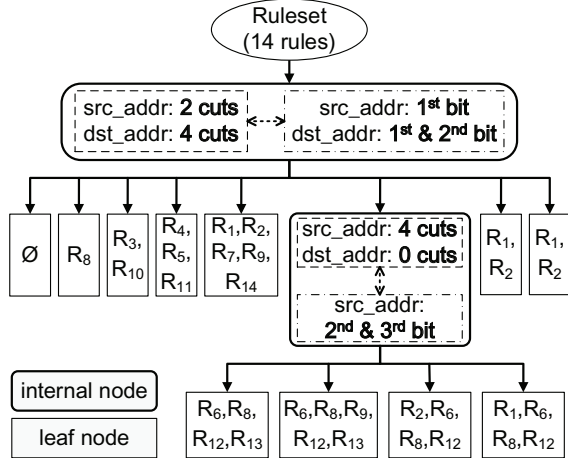 Ruleset
(14 rules)
src_addr: 2 cuts
dst_addr: 4 cuts
src_addr: 1st bit
dst_addr: 1st & 2nd bit
Ø
R8
R3,
R10
R4,
R5,
R11
R1,R2,
R7,R9,
R14
src_addr: 4 cuts
dst_addr: 0 cuts
src_addr:
2nd & 3rd bit
R1,
R2
R1,
R2
internal node
leaf node
R6,R8,
R12,R13
R6,R8,R9,
R12,R13
R2,R6,
R8,R12
R1,R6,
R8,R12